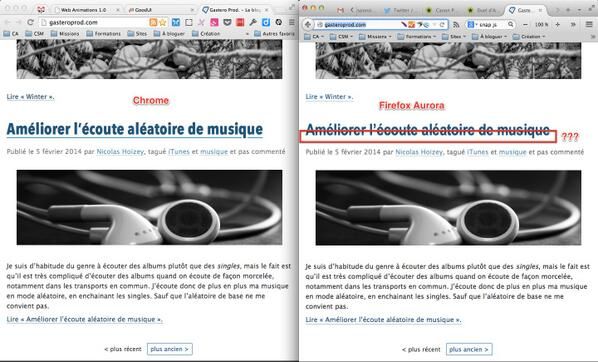 Web Animations 1.0
GoodUI
Gastero Prod. – Le blog
gasteroprod.com
CA
CSM
Missions
Formations
Sites
À bloguer
Création
Autres favoris
Lire « Winter ».
Chrome
Améliorer l'écoute aléatoire de musique
Publié le 5 février 2014 par Nicolas Hoizey, tagué iTunes et musique et pas commenté
Je suis d'habitude du genre à écouter des albums plutôt que des singles, mais le fait est
qu'il est très compliqué d'écouter des albums quand on écoute de façon morcelée,
notamment dans les transports en commun. J'écoute donc de plus en plus ma musique
en mode aléatoire, en enchainant les singles. Sauf que l'aléatoire de base ne me
convient pas.
Lire « Améliorer l'écoute aléatoire de musique ».
< plus récent
plus ancien >
Twitter /
Gaste
gasteroprod.com
snap js
100 %
CA
CSM
Missions
Formations
Sites
À bloguer
Création
Lire « Winter ».
Firefox Aurora
Améliorer l'écoute aléatoire de musique
???
Publié le 5 février 2014 par Nicolas Hoizey, tagué iTunes et musique et pas commenté
Je suis d'habitude du genre à écouter des albums plutôt que des singles, mais le fait est
qu'il est très compliqué d'écouter des albums quand on écoute de façon morcelée,
notamment dans les transports en commun. J'écoute donc de plus en plus ma musique
en mode aléatoire, en enchainant les singles. Sauf que l'aléatoire de base ne me
convient pas.
Lire « Améliorer l'écoute aléatoire de musique ».
< plus récent
plus ancien >